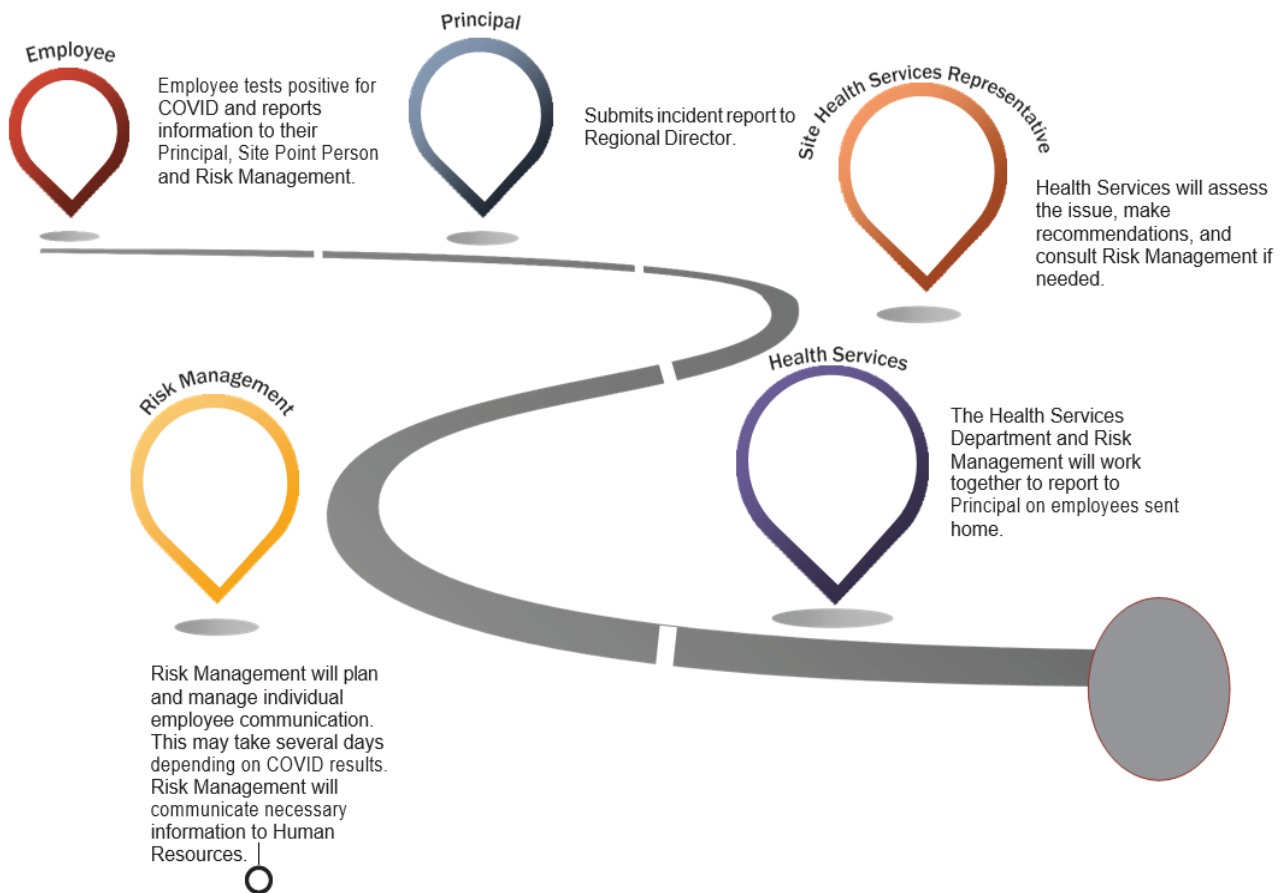 Employee
Employee tests positive for
COVID and reports
information to their
Principal, Site Point Person
and Risk Management.
Principal
Submits incident report to
Regional Director.
Site Health Services Representative
Health Services will assess
the issue, make
recommendations, and
consult Risk Management if
needed.
Risk Management
Risk Management will plan
and manage individual
employee communication.
This may take several days
depending on COVID results.
Risk Management will
communicate necessary
information to Human
Resources.
Health Services
The Health Services
Department and Risk
Management will work
together to report to
Principal on employees sent
home.